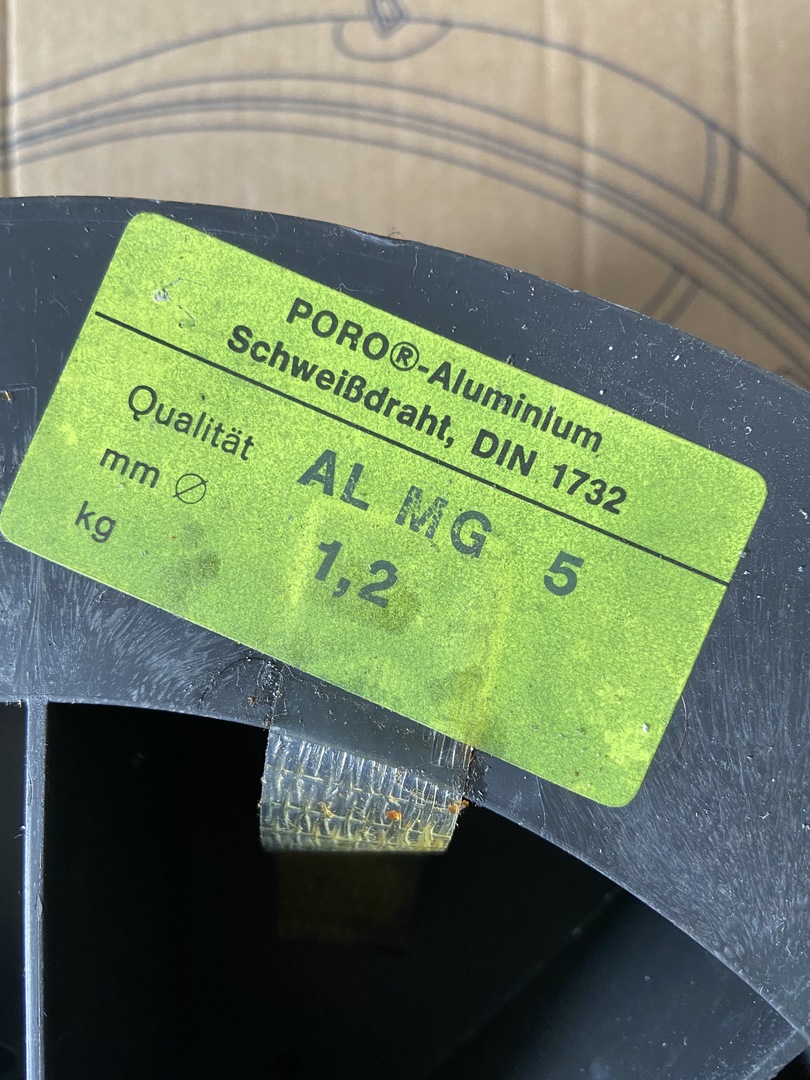 PORO®-Aluminium
Schweißdraht, DIN 1732
Qualität AL MG 5
mm ∅ 1,2
kg